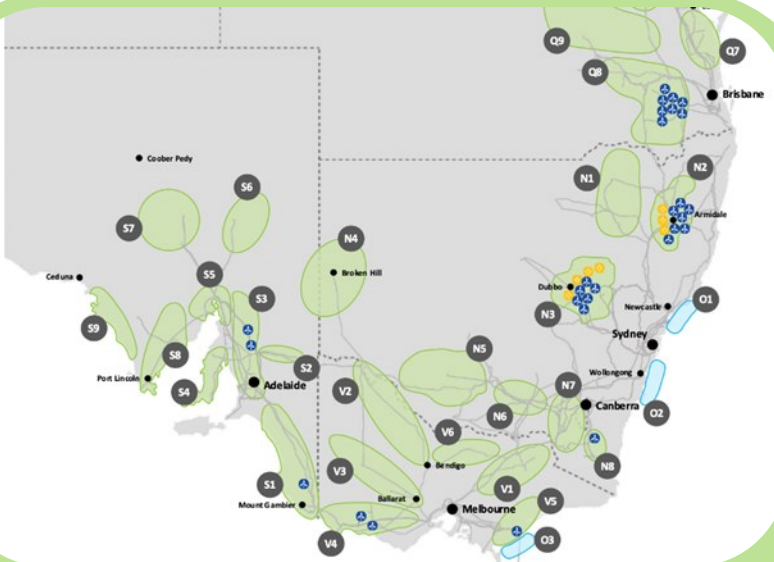 Q9
Q7
Q8
Brisbane
Coober Pedy
N1
N2
S6
Armidale
S7
N4
Ceduna
S5
Broken Hill
Dubbo
S3
O1
Newcastle
S9
N3
Sydney
S8
N5
S2
Wollongong
Port Lincoln
S4
Adelaide
V2
N7
N6
Canberra
O2
V6
V3
Bendigo
N8
S1
V1
Ballarat
V5
Mount Gambier
Melbourne
V4
O3